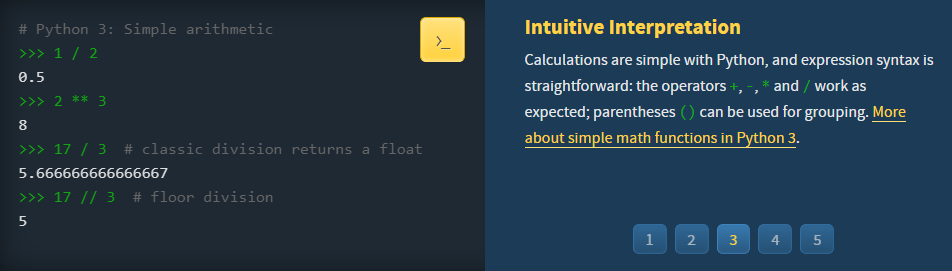 # Python 3: Simple arithmetic
>>> 1 / 2
0.5
>>> 2 ** 3
8
>>> 17 / 3  # classic division returns a float
5.666666666666667
>>> 17 // 3  # floor division
5
>_
Intuitive Interpretation
Calculations are simple with Python, and expression syntax is
straightforward: the operators +, -, * and / work as
expected; parentheses () can be used for grouping. More
about simple math functions in Python 3.
1 2 3 4 5